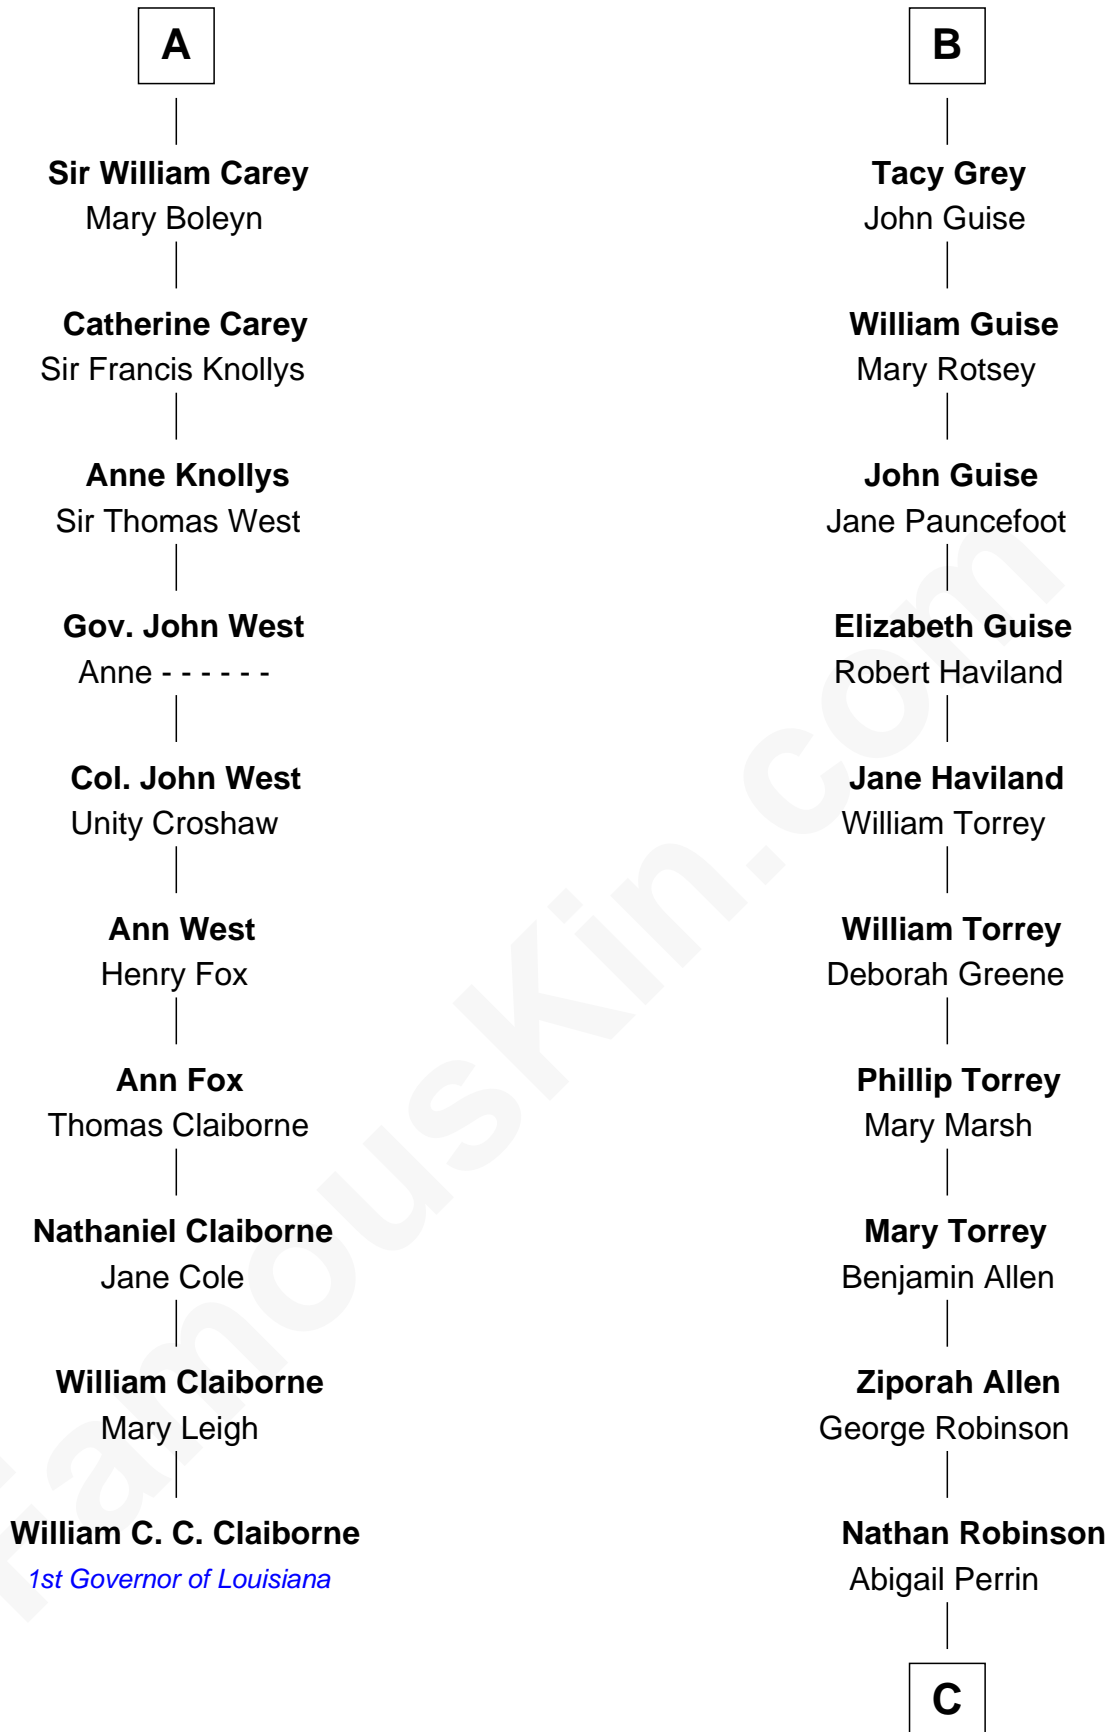 A
Sir William Carey
Mary Boleyn
Catherine Carey
Sir Francis Knollys
Anne Knollys
Sir Thomas West
Gov. John West
Anne - - - - - -
Col. John West
Unity Croshaw
Ann West
Henry Fox
Ann Fox
Thomas Claiborne
Nathaniel Claiborne
Jane Cole
William Claiborne
Mary Leigh
William C. C. Claiborne
1st Governor of Louisiana
B
Tacy Grey
John Guise
William Guise
Mary Rotsey
John Guise
Jane Pauncefoot
Elizabeth Guise
Robert Haviland
Jane Haviland
William Torrey
William Torrey
Deborah Greene
Phillip Torrey
Mary Marsh
Mary Torrey
Benjamin Allen
Ziporah Allen
George Robinson
Nathan Robinson
Abigail Perrin
C
FamousKin.com